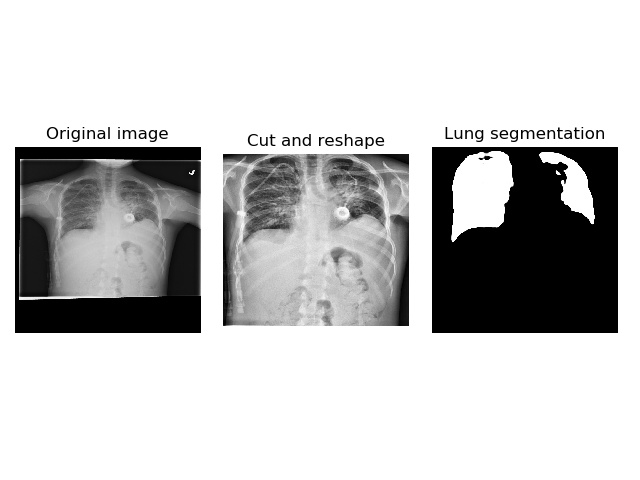 Original image
Cut and reshape
Lung segmentation